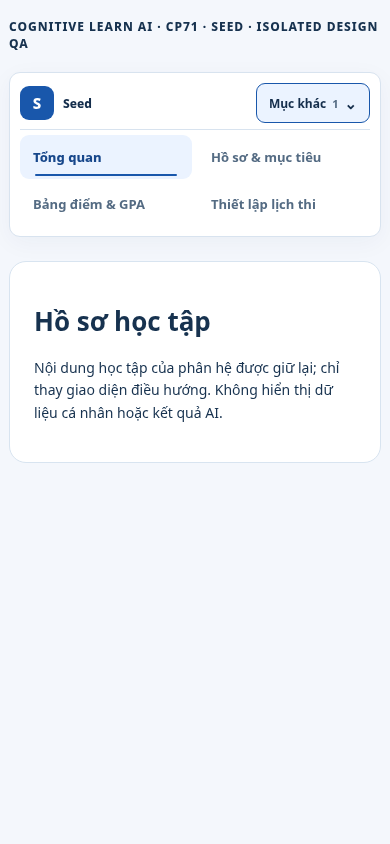 COGNITIVE LEARN AI · CP71 · SEED · ISOLATED DESIGN
QA
S Seed Mục khác 1
Tổng quan Hồ sơ & mục tiêu
Bảng điểm & GPA Thiết lập lịch thi
Hồ sơ học tập
Nội dung học tập của phân hệ được giữ lại; chỉ
thay giao diện điều hướng. Không hiển thị dữ
liệu cá nhân hoặc kết quả AI.